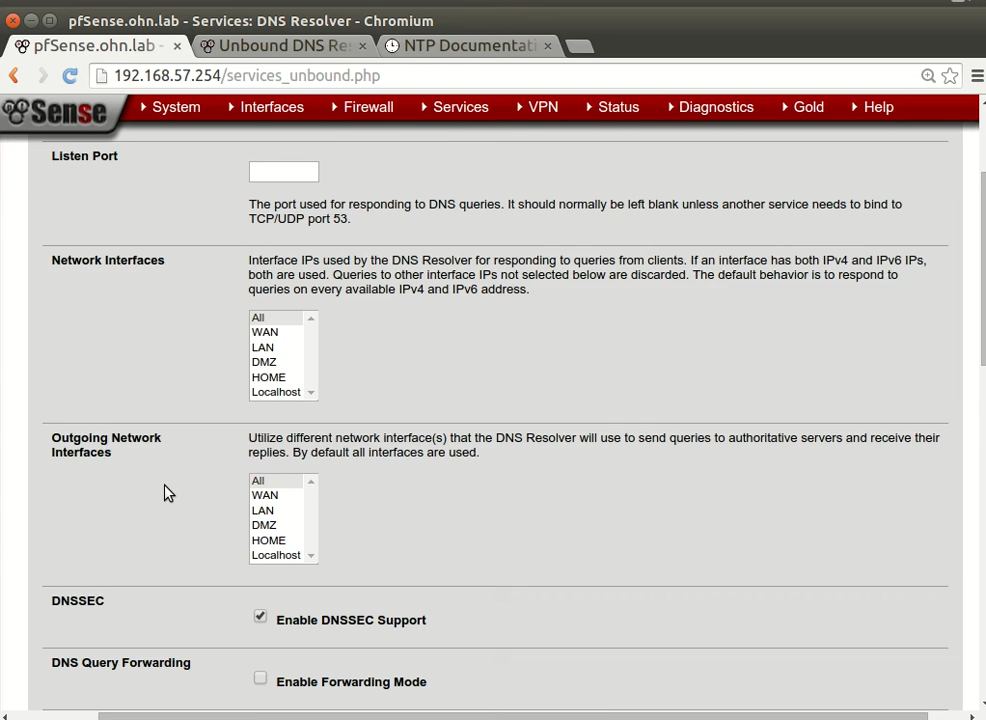 pfSense.ohn.lab - Services: DNS Resolver - Chromium
pfSense.ohn.lab - ×
Unbound DNS Re ×
NTP Documentati ×
192.168.57.254/services_unbound.php
Sense
System Interfaces Firewall Services VPN Status Diagnostics Gold Help
Listen Port
The port used for responding to DNS queries. It should normally be left blank unless another service needs to bind to
TCP/UDP port 53.
Network Interfaces
Interface IPs used by the DNS Resolver for responding to queries from clients. If an interface has both IPv4 and IPv6 IPs,
both are used. Queries to other interface IPs not selected below are discarded. The default behavior is to respond to
queries on every available IPv4 and IPv6 address.
All
WAN
LAN
DMZ
HOME
Localhost
Outgoing Network
Interfaces
Utilize different network interface(s) that the DNS Resolver will use to send queries to authoritative servers and receive their
replies. By default all interfaces are used.
All
WAN
LAN
DMZ
HOME
Localhost
DNSSEC
Enable DNSSEC Support
DNS Query Forwarding
Enable Forwarding Mode